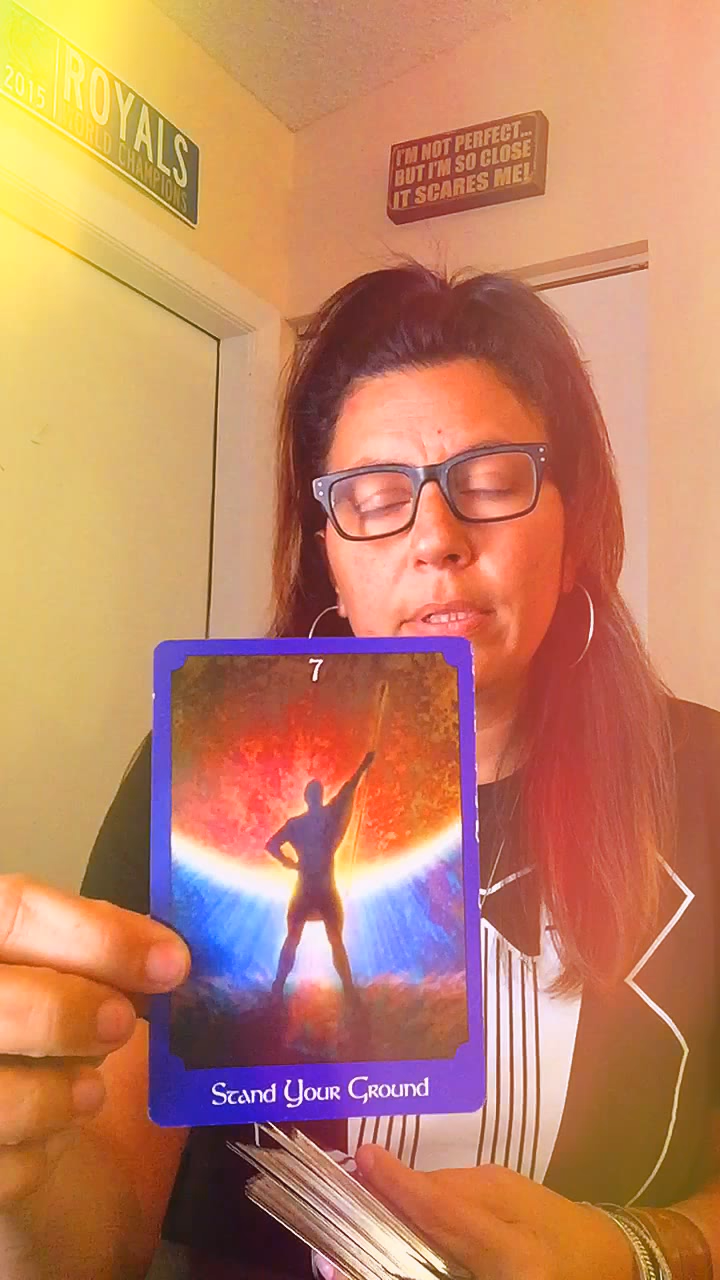 2015
ROYALS
WORLD CHAMPIONS
I'M NOT PERFECT...
BUT I'M SO CLOSE
IT SCARES ME!
7
Stand Your Ground